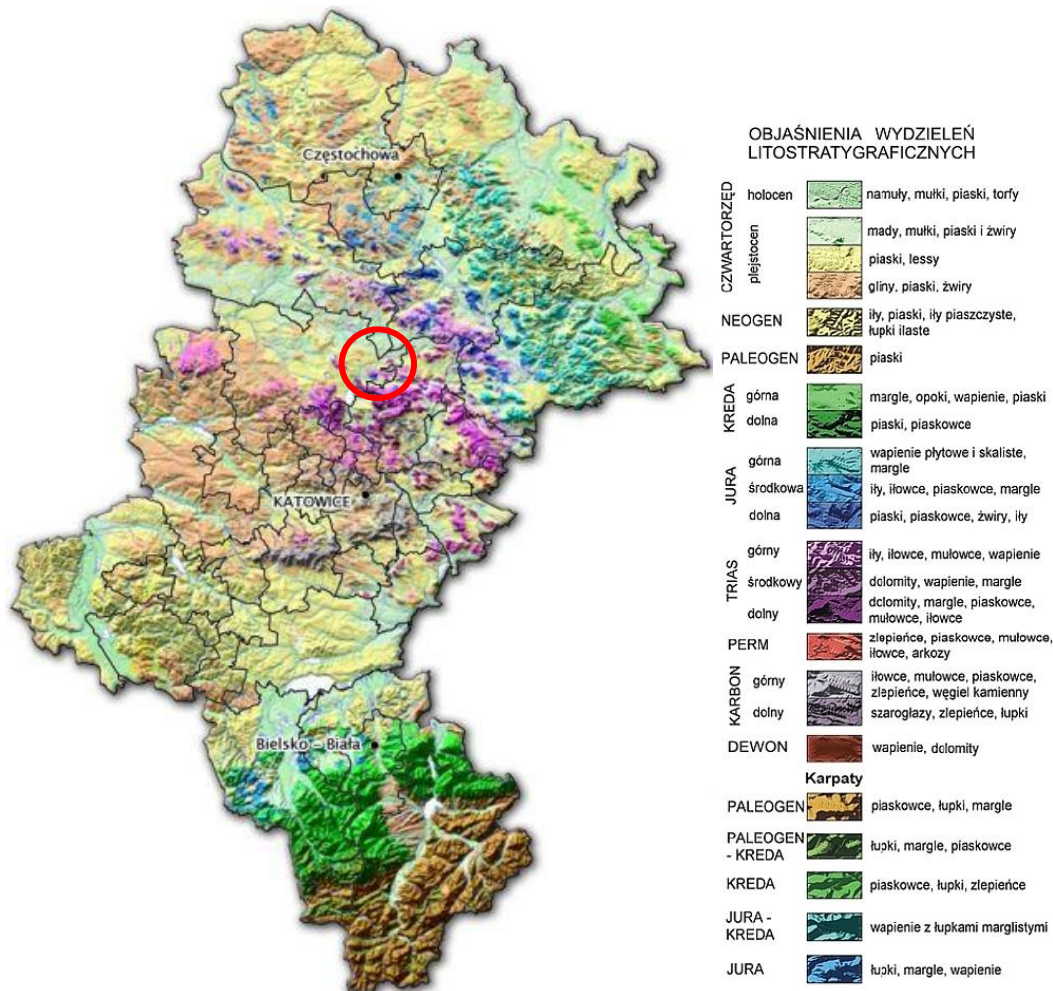 Częstochowa
KATOWICE
Bielsko - Biała
OBJAŚNIENIA WYDZIELEŃ
LITOSTRATYGRAFICZNYCH
CZWARTORZĘD
holocen
namuły, mułki, piaski, torfy
plejstocen
mady, mułki, piaski i żwiry
piaski, lessy
gliny, piaski, żwiry
NEOGEN
iły, piaski, iły piaszczyste,
łupki ilaste
PALEOGEN
piaski
KREDA
górna
margle, opoki, wapienie, piaski
dolna
piaski, piaskowce
JURA
górna
wapienie płytowe i skaliste,
margle
środkowa
iły, iłowce, piaskowce, margle
dolna
piaski, piaskowce, żwiry, iły
TRIAS
górny
iły, iłowce, mułowce, wapienie
środkowy
dolomity, wapienie, margle
dolny
dolomity, margle, piaskowce,
mułowce, iłowce
PERM
zlepieńce, piaskowce, mułowce,
iłowce, arkozy
KARBON
górny
iłowce, mułowce, piaskowce,
zlepieńce, węgiel kamienny
dolny
szarogłazy, zlepieńce, łupki
DEWON
wapienie, dolomity
Karpaty
PALEOGEN
piaskowce, łupki, margle
PALEOGEN
- KREDA
łupki, margle, piaskowce
KREDA
piaskowce, łupki, zlepieńce
JURA -
KREDA
wapienie z łupkami marglistymi
JURA
łupki, margle, wapienie